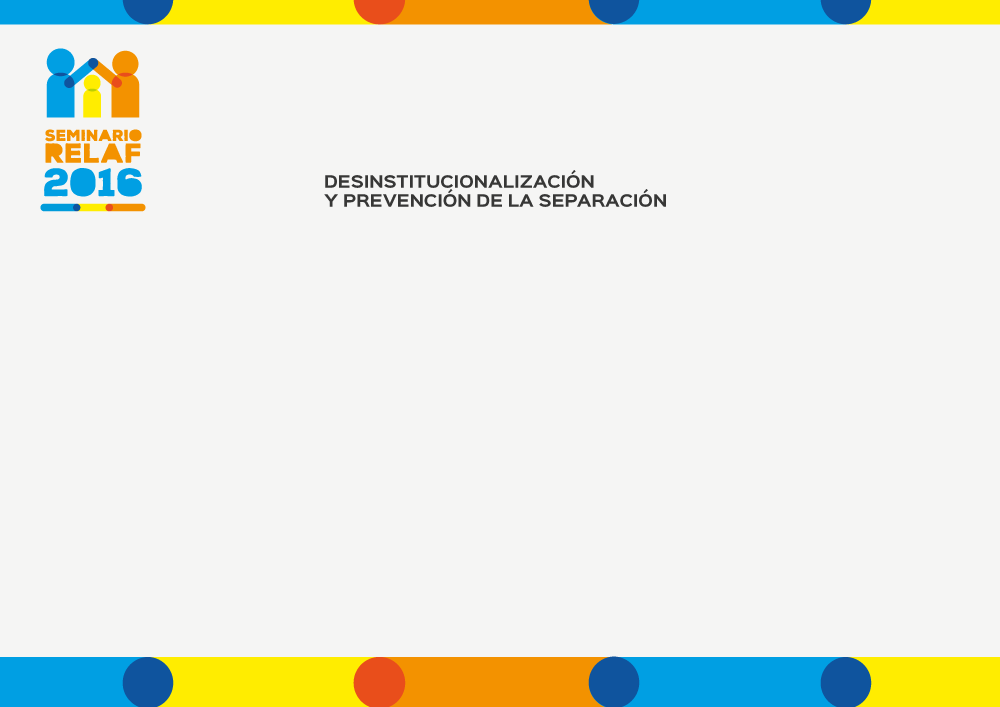 SEMINARIO
RELAF
2016
DESINSTITUCIONALIZACIÓN
Y PREVENCIÓN DE LA SEPARACIÓN